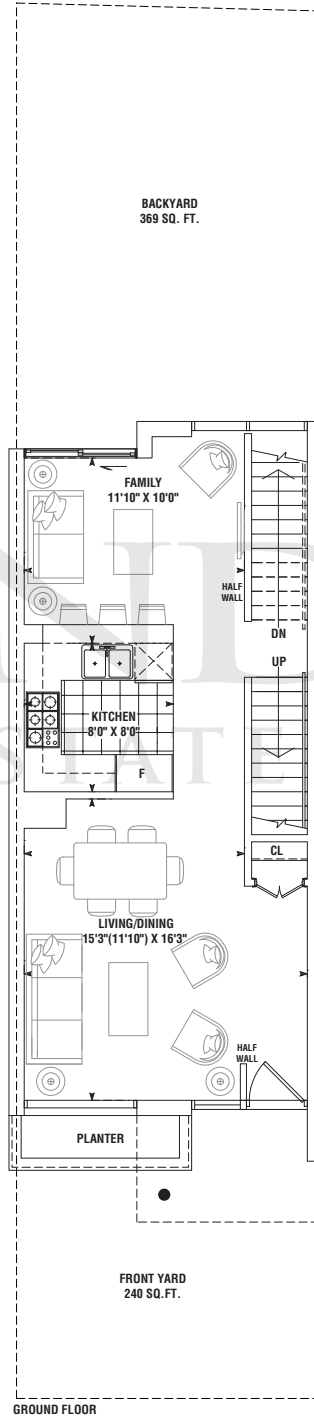 BACKYARD
369 SQ. FT.
FAMILY
11'10" X 10'0"
HALF
WALL
DN
UP
KITCHEN
8'0" X 8'0"
F
CL
LIVING/DINING
15'3"(11'10") X 16'3"
HALF
WALL
PLANTER
FRONT YARD
240 SQ.FT.
GROUND FLOOR